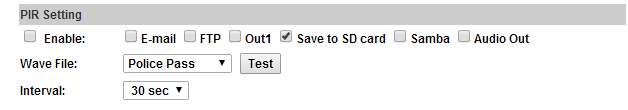 PIR Setting
Enable: E-mail FTP Out1 Save to SD card Samba Audio Out
Wave File: Police Pass Test
Interval: 30 sec